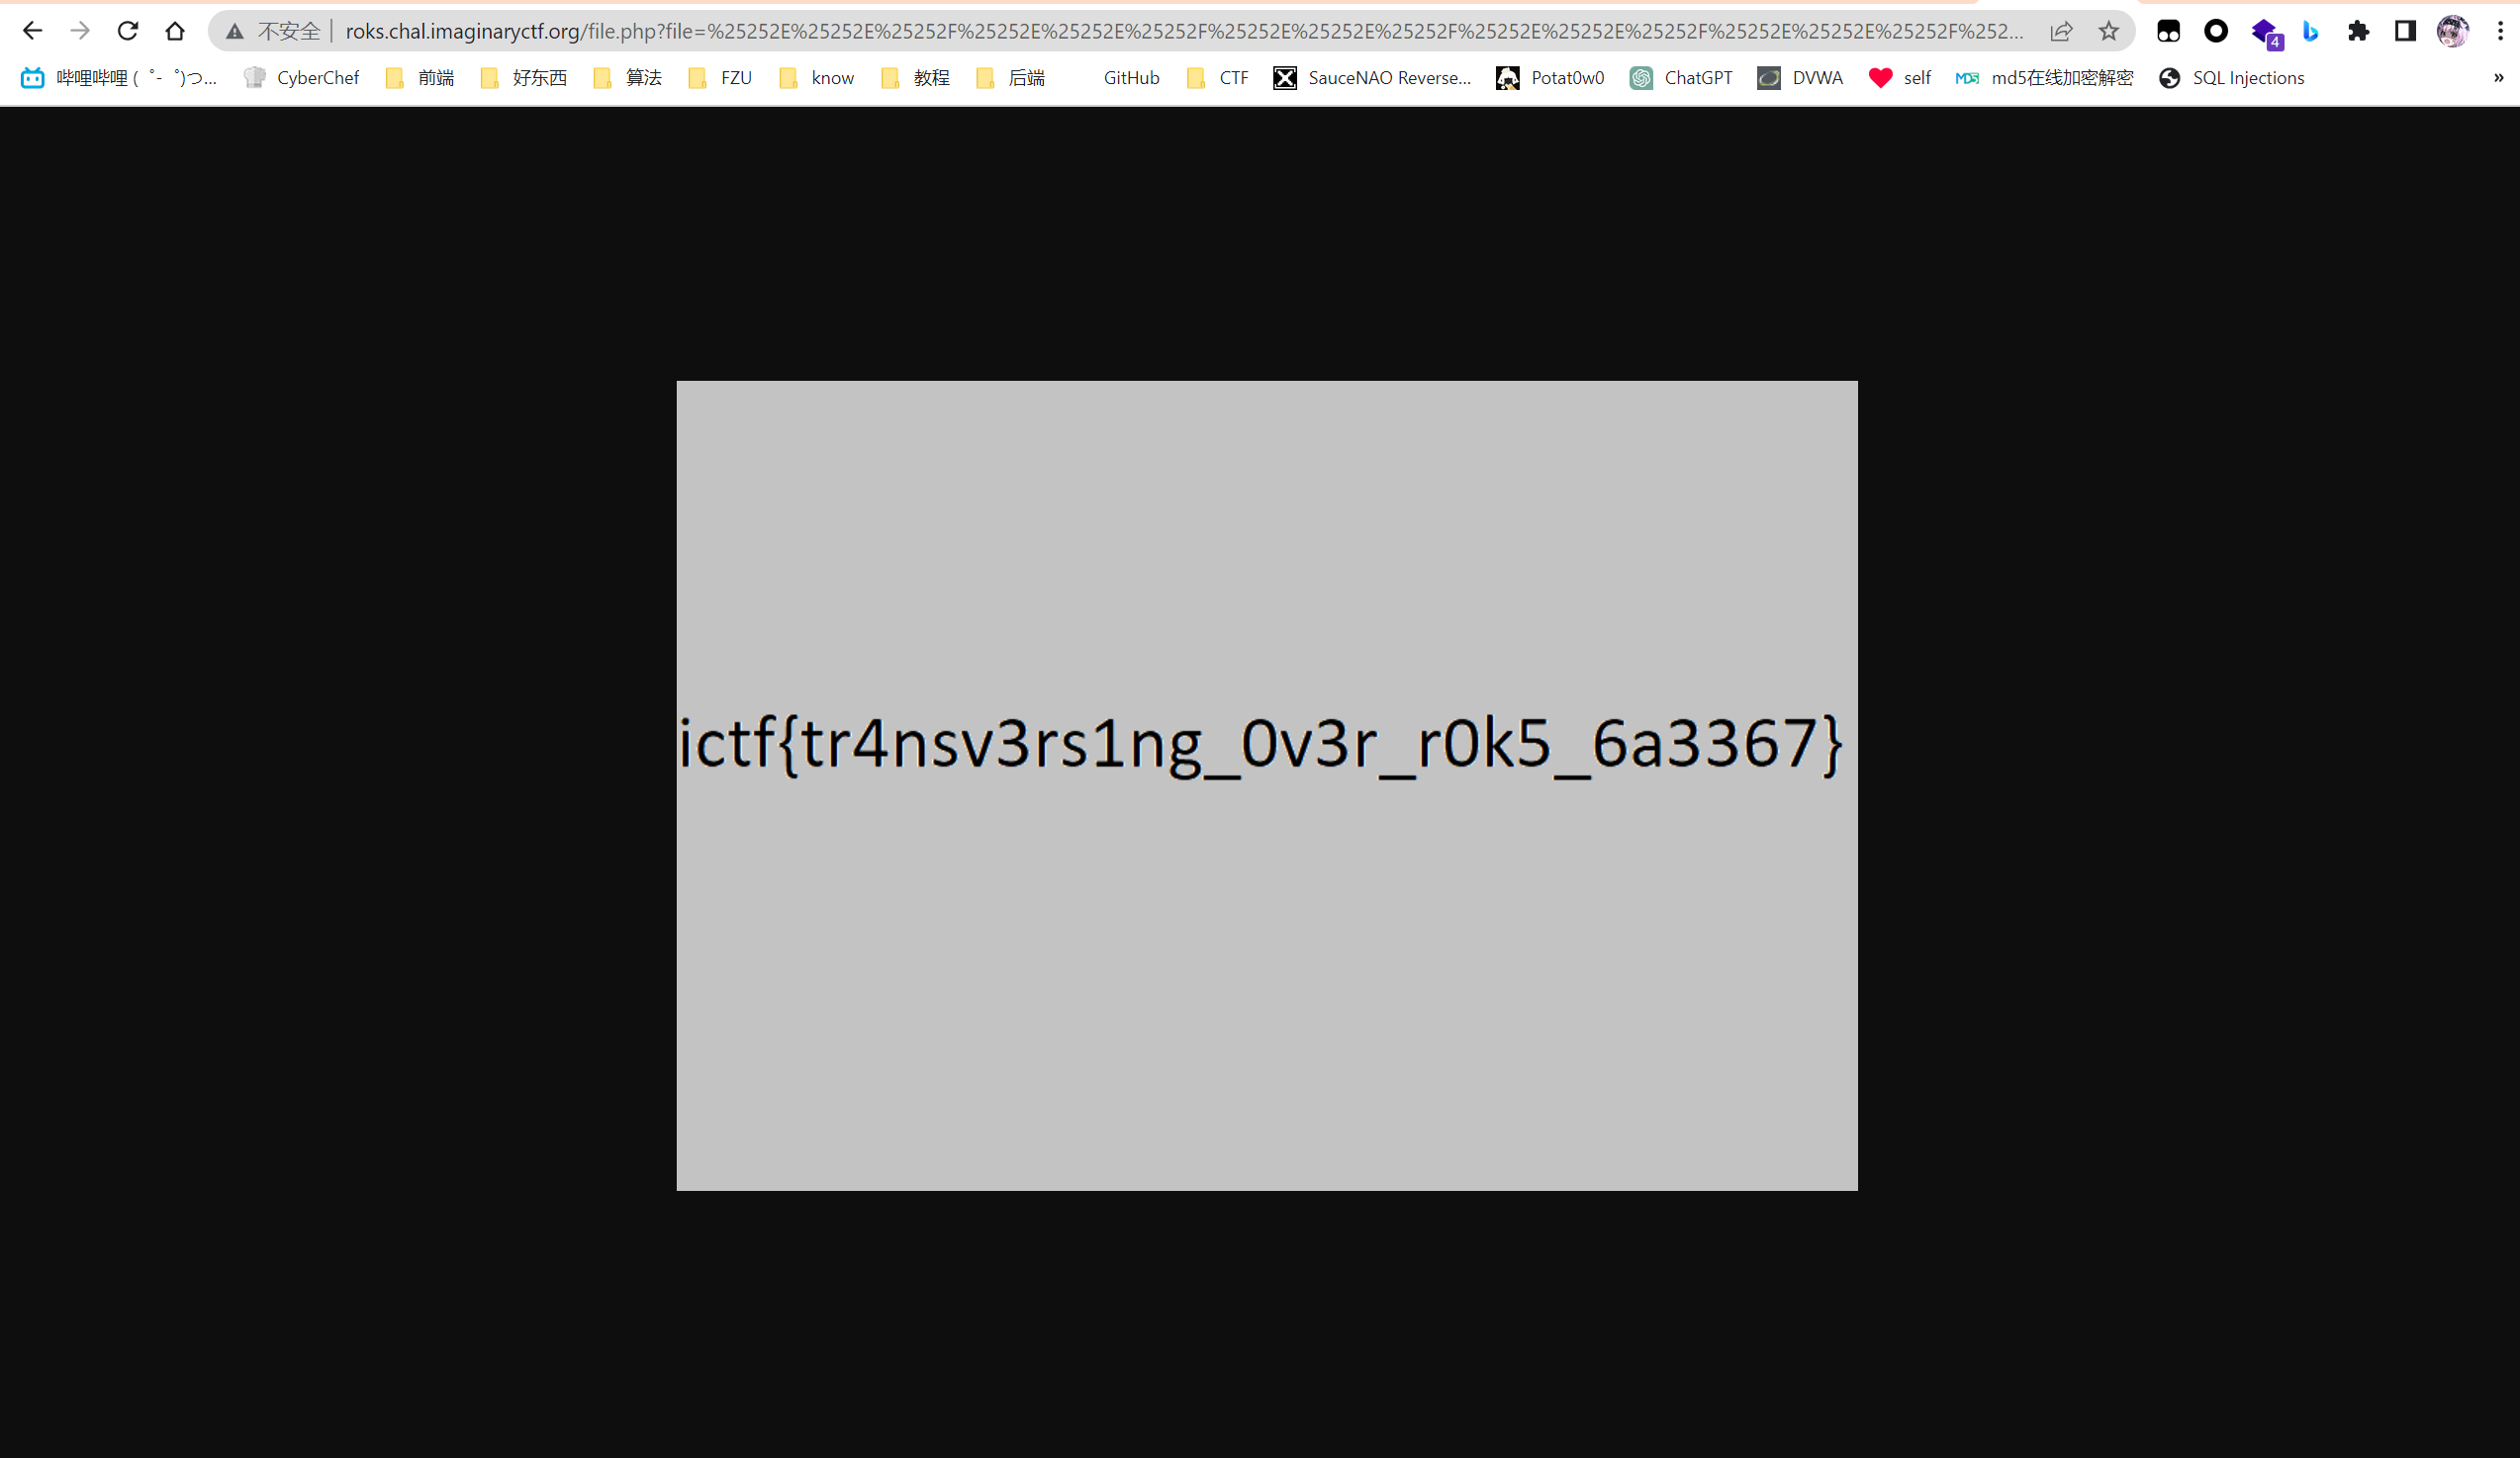 不安全 roks.chal.imaginaryctf.org/file.php?file=%25252E%25252E%25252F%25252E%25252E%25252F%25252E%25252E%25252F%25252E%25252E%25252F%25252E%25252E%25252F%252...
4
哔哩哔哩 ( ゜- ゜)つ... CyberChef 前端 好东西 算法 FZU know 教程 后端 GitHub CTF SauceNAO Reverse... Potat0w0 ChatGPT DVWA self MD5 md5在线加密解密 SQL Injections »
ictf{tr4nsv3rs1ng_0v3r_r0k5_6a3367}